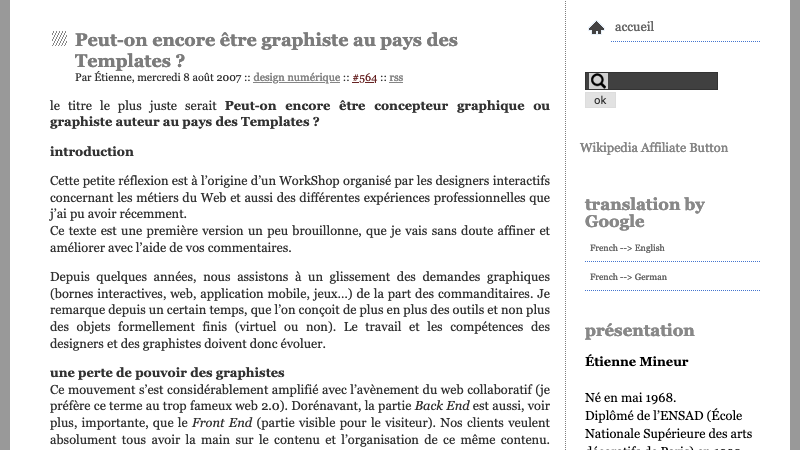 Peut-on encore être graphiste au pays des
Templates ?
Par Étienne, mercredi 8 août 2007 :: design numérique :: #564 :: rss
le titre le plus juste serait Peut-on encore être concepteur graphique ou
graphiste auteur au pays des Templates ?
introduction
Cette petite réflexion est à l'origine d'un WorkShop organisé par les designers interactifs
concernant les métiers du Web et aussi des différentes expériences professionnelles que
j'ai pu avoir récemment.
Ce texte est une première version un peu brouillonne, que je vais sans doute affiner et
améliorer avec l'aide de vos commentaires.
Depuis quelques années, nous assistons à un glissement des demandes graphiques
(bornes interactives, web, application mobile, jeux...) de la part des commanditaires. Je
remarque depuis un certain temps, que l'on conçoit de plus en plus des outils et non plus
des objets formellement finis (virtuel ou non). Le travail et les compétences des
designers et des graphistes doivent donc évoluer.
une perte de pouvoir des graphistes
Ce mouvement s'est considérablement amplifié avec l'avènement du web collaboratif (je
préfère ce terme au trop fameux web 2.0). Dorénavant, la partie Back End est aussi, voir
plus, importante, que le Front End (partie visible pour le visiteur). Nos clients veulent
absolument tous avoir la main sur le contenu et l'organisation de ce même contenu.
accueil
ok
Wikipedia Affiliate Button
translation by
Google
French --> English
French --> German
présentation
Étienne Mineur
Né en mai 1968.
Diplômé de l'ENSAD (École
Nationale Supérieure des arts